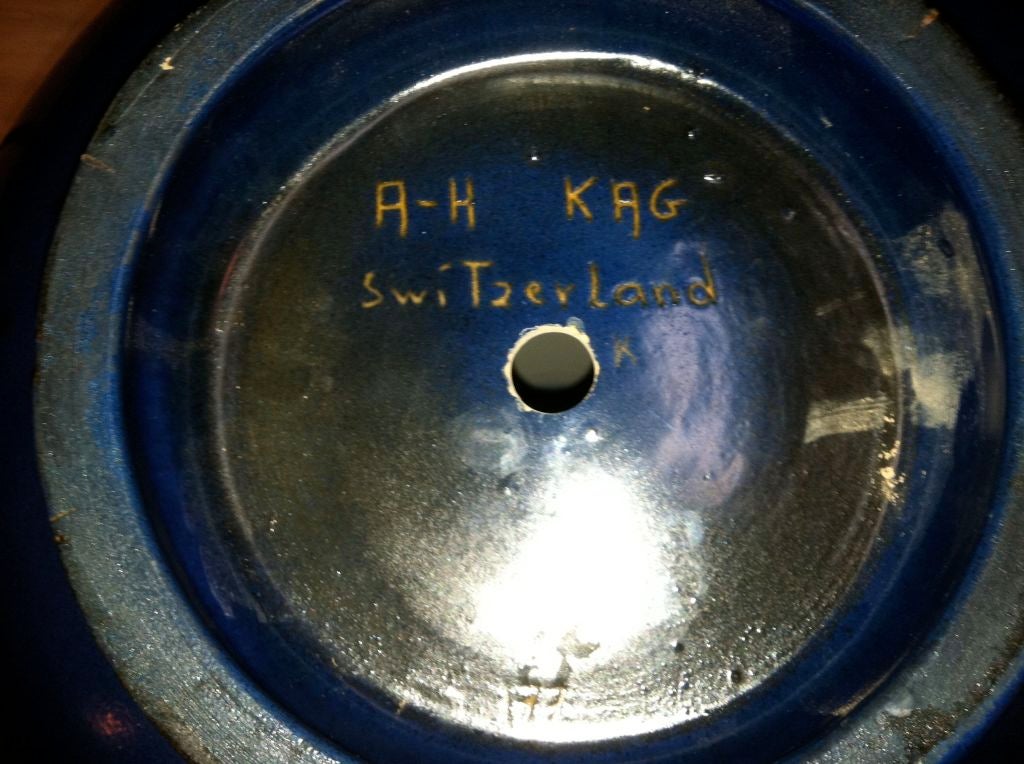 A-H KAG
switzerland
K